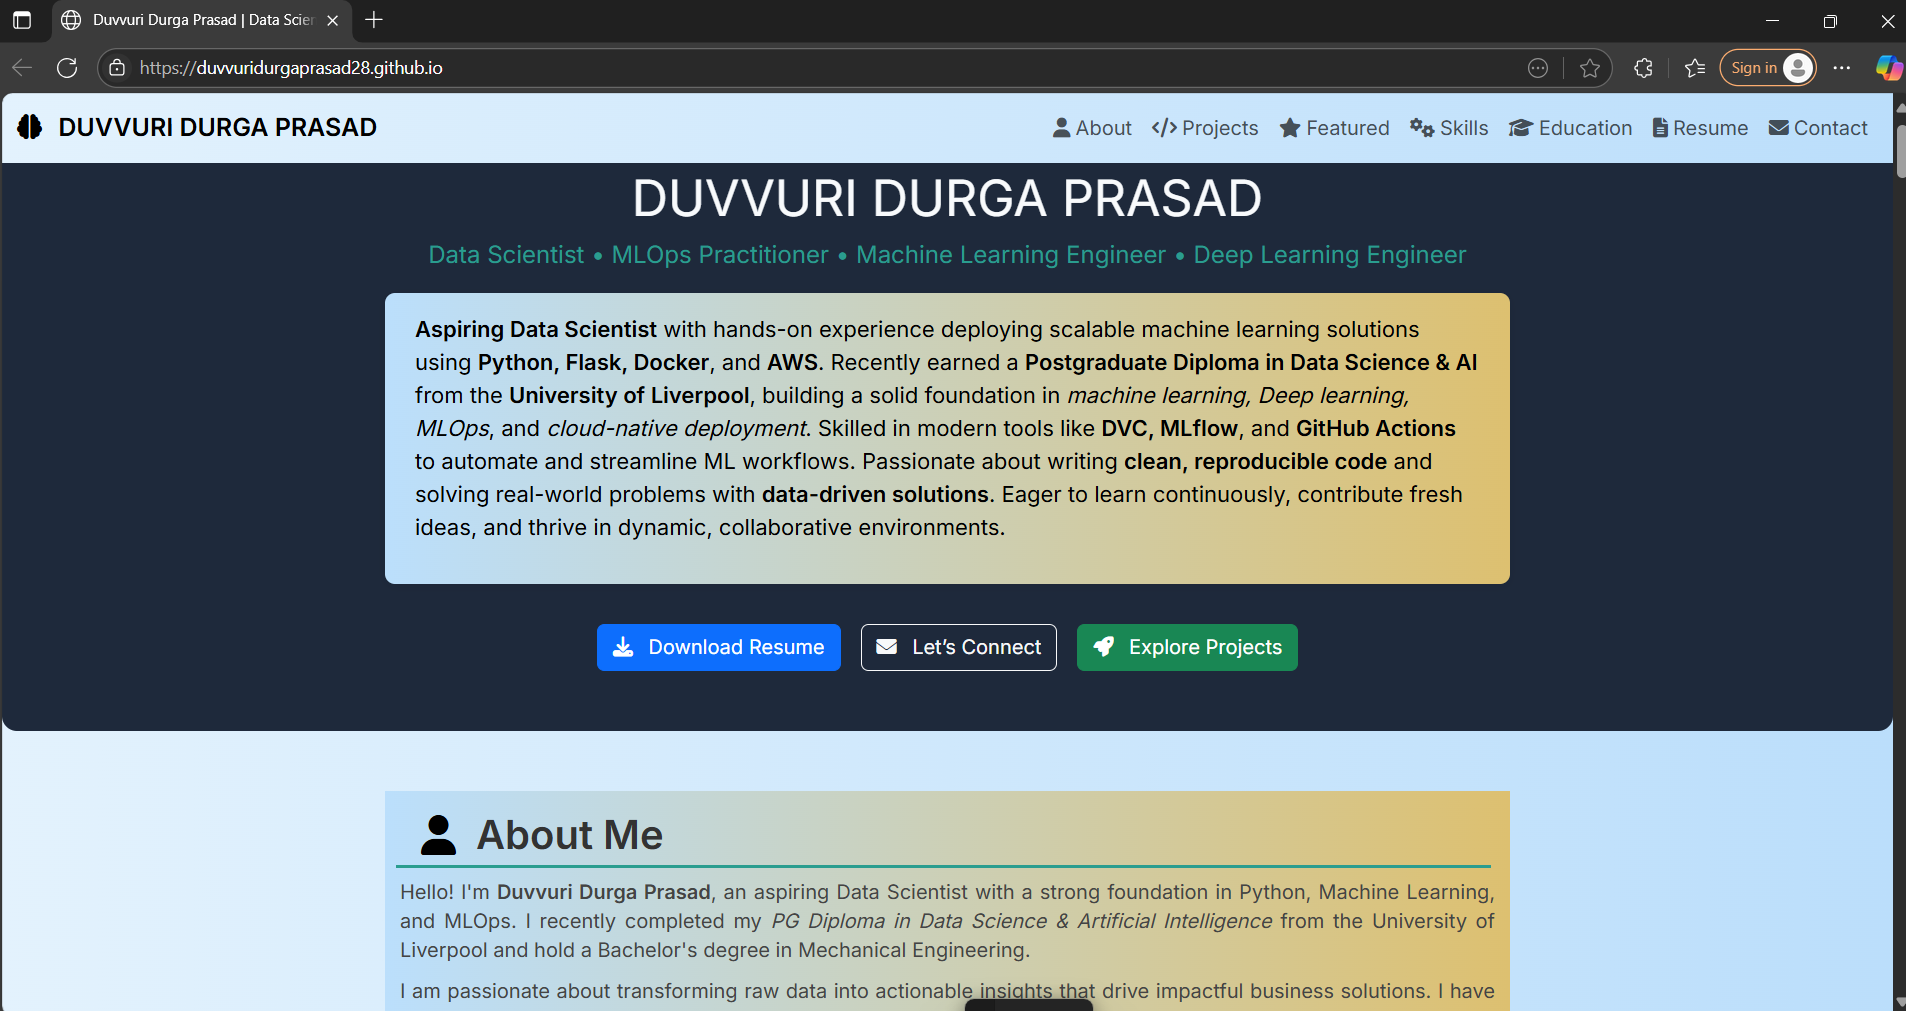 Duvvuri Durga Prasad | Data Scien
https://duvvuridurgaprasad28.github.io
Sign in
DUVVURI DURGA PRASAD
About Projects Featured Skills Education Resume Contact
DUVVURI DURGA PRASAD
Data Scientist • MLOps Practitioner • Machine Learning Engineer • Deep Learning Engineer
Aspiring Data Scientist with hands-on experience deploying scalable machine learning solutions
using Python, Flask, Docker, and AWS. Recently earned a Postgraduate Diploma in Data Science & AI
from the University of Liverpool, building a solid foundation in machine learning, Deep learning,
MLOps, and cloud-native deployment. Skilled in modern tools like DVC, MLflow, and GitHub Actions
to automate and streamline ML workflows. Passionate about writing clean, reproducible code and
solving real-world problems with data-driven solutions. Eager to learn continuously, contribute fresh
ideas, and thrive in dynamic, collaborative environments.
Download Resume Let’s Connect Explore Projects
About Me
Hello! I'm Duvvuri Durga Prasad, an aspiring Data Scientist with a strong foundation in Python, Machine Learning,
and MLOps. I recently completed my PG Diploma in Data Science & Artificial Intelligence from the University of
Liverpool and hold a Bachelor's degree in Mechanical Engineering.
I am passionate about transforming raw data into actionable insights that drive impactful business solutions. I have